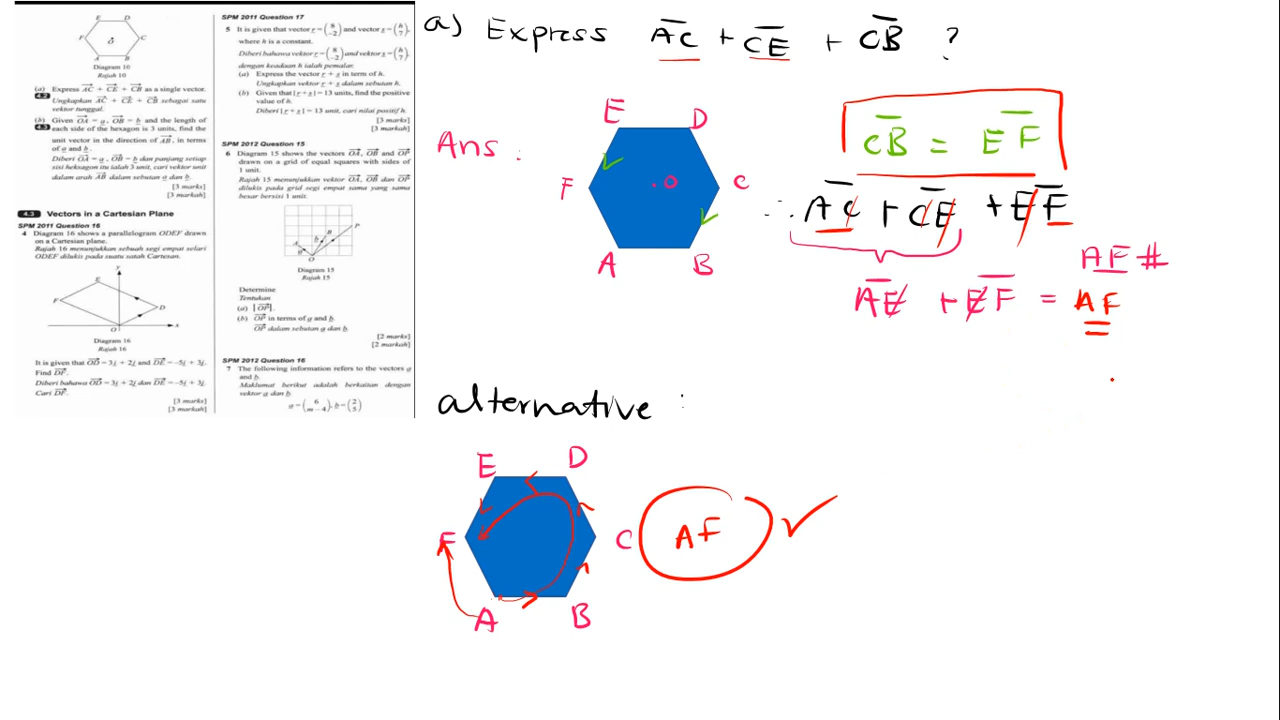 E D
F C
O
A B
Diagram 10
Rajah 10
(a) Express AC + CE + CB as a single vector.
4.2 Ungkapkan AC + CE + CB sebagai satu
vektor tunggal.
(b) Given OA = a, OB = b and the length of
4.3 each side of the hexagon is 3 units, find the
unit vector in the direction of AB, in terms
of a and b.
Diberi OA = a, OB = b dan panjang setiap
sisi heksagon itu ialah 3 unit, cari vektor unit
dalam arah AB dalam sebutan a dan b.
[3 marks]
[3 markah]
4.3 Vectors in a Cartesian Plane
SPM 2011 Question 16
4 Diagram 16 shows a parallelogram ODEF drawn
on a Cartesian plane.
Rajah 16 menunjukkan sebuah segi empat selari
ODEF dilukis pada suatu satah Cartesan.
y
E
F
D
O x
Diagram 16
Rajah 16
It is given that OD = 3i + 2j and DE = –5i + 3j.
Find DF.
Diberi bahawa OD = 3i + 2j dan DE = –5i + 3j.
Cari DF.
[3 marks]
[3 markah]
SPM 2011 Question 17
5 It is given that vector r = (8 –2) and vector s = (h 7),
where h is a constant.
Diberi bahawa vektor r = (8 –2) and vektor s = (h 7),
dengan keadaan h ialah pemalar.
(a) Express the vector r + s in term of h.
Ungkapkan vektor r + s dalam sebutan h.
(b) Given that |r + s| = 13 unit, find the positive
value of h.
Diberi |r + s| = 13 unit, cari nilai positif h.
[3 marks]
[3 markah]
SPM 2012 Question 15
6 Diagram 15 shows the vectors OA, OB and OP
drawn on a grid of equal squares with sides of
1 unit.
Rajah 15 menunjukkan vektor OA, OB dan OP
dilukis pada grid segi empat sama yang sama
besar bersisi 1 unit.
P
B
A b
a
O
Diagram 15
Rajah 15
Determine
Tentukan
(a) |OP|.
(b) OP in terms of a and b.
OP dalam sebutan a dan b.
[2 marks]
[2 markah]
SPM 2012 Question 16
7 The following information refers to the vectors a
and b.
Maklumat berikut adalah berkaitan dengan
vektor a dan b
a = (6 m – 4), b = (2 5)
a) Express AC + CE + CB ?
Ans :
E D
F .O C
A B
CB = EF
∴ AC + CE + EF
AF #
AE + EF = AF
alternative :
E D
F C
A B
AF